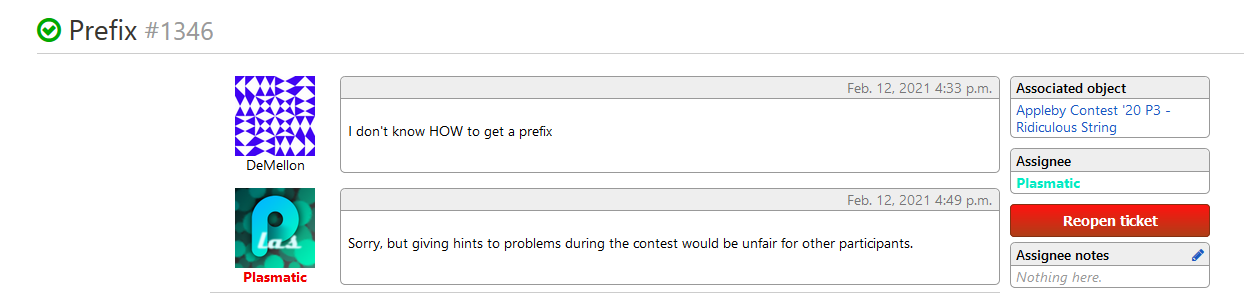 Prefix #1346
Feb. 12, 2021 4:33 p.m.
I don't know HOW to get a prefix
DeMellon
Feb. 12, 2021 4:49 p.m.
Sorry, but giving hints to problems during the contest would be unfair for other participants.
P
las
Plasmatic
Associated object
Appleby Contest '20 P3 -
Ridiculous String
Assignee
Plasmatic
Reopen ticket
Assignee notes
Nothing here.